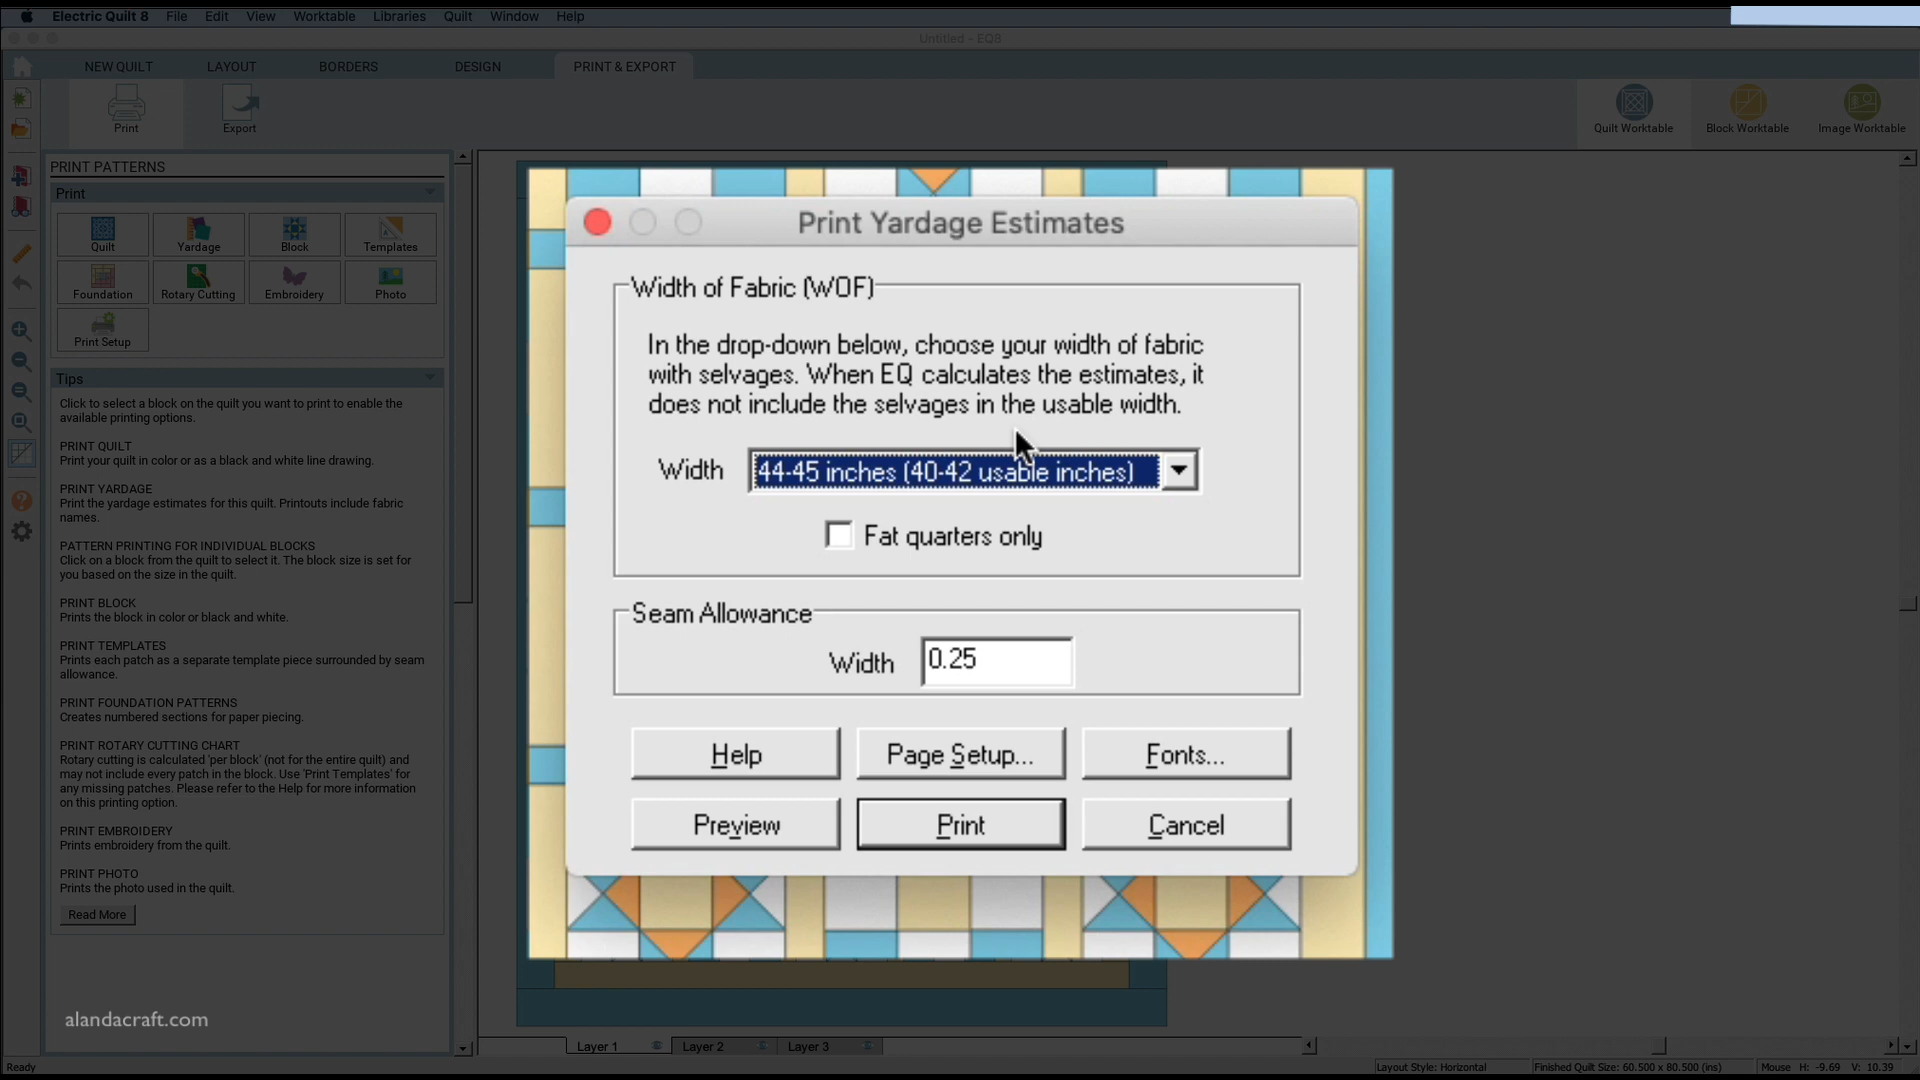 Electric Quilt 8 File Edit View Worktable Libraries Quilt Window Help
Untitled - EQ8
NEW QUILT LAYOUT BORDERS DESIGN PRINT & EXPORT
Print Export Quilt Worktable Block Worktable Image Worktable
PRINT PATTERNS
Print
Quilt Yardage Block Templates
Foundation Rotary Cutting Embroidery Photo
Print Setup
Tips
Click to select a block on the quilt you want to print to enable the
available printing options.
PRINT QUILT
Print your quilt in color or as a black and white line drawing.
PRINT YARDAGE
Print the yardage estimates for this quilt. Printouts include fabric
names.
PATTERN PRINTING FOR INDIVIDUAL BLOCKS
Click on a block from the quilt to select it. The block size is set for
you based on the size in the quilt.
PRINT BLOCK
Prints the block in color or black and white.
PRINT TEMPLATES
Prints each patch as a separate template piece surrounded by seam
allowance.
PRINT FOUNDATION PATTERNS
Creates numbered sections for paper piecing.
PRINT ROTARY CUTTING CHART
Rotary cutting is calculated 'per block' (not for the entire quilt) and
may not include every patch in the block. Use 'Print Templates' for
any missing patches. Please refer to the Help for more information
on this printing option.
PRINT EMBROIDERY
Prints embroidery from the quilt.
PRINT PHOTO
Prints the photo used in the quilt.
Read More
alandacraft.com
Print Yardage Estimates
Width of Fabric (WOF)
In the drop-down below, choose your width of fabric
with selvages. When EQ calculates the estimates, it
does not include the selvages in the usable width.
Width 44-45 inches (40-42 usable inches)
Fat quarters only
Seam Allowance
Width 0.25
Help Page Setup... Fonts...
Preview Print Cancel
Layer 1 Layer 2 Layer 3
Ready Layout Style: Horizontal Finished Quilt Size: 60.500 x 80.500 (ins) Mouse H: -9.69 V: 10.39